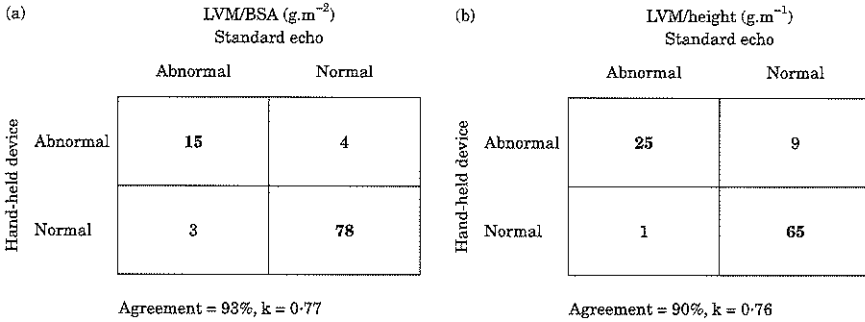 (a)
LVM/BSA (g.m⁻²)
Standard echo
Abnormal Normal
Hand-held device
Abnormal 15 4
Normal 3 78
Agreement = 93%, k = 0·77
(b)
LVM/height (g.m⁻¹)
Standard echo
Abnormal Normal
Hand-held device
Abnormal 25 9
Normal 1 65
Agreement = 90%, k = 0·76